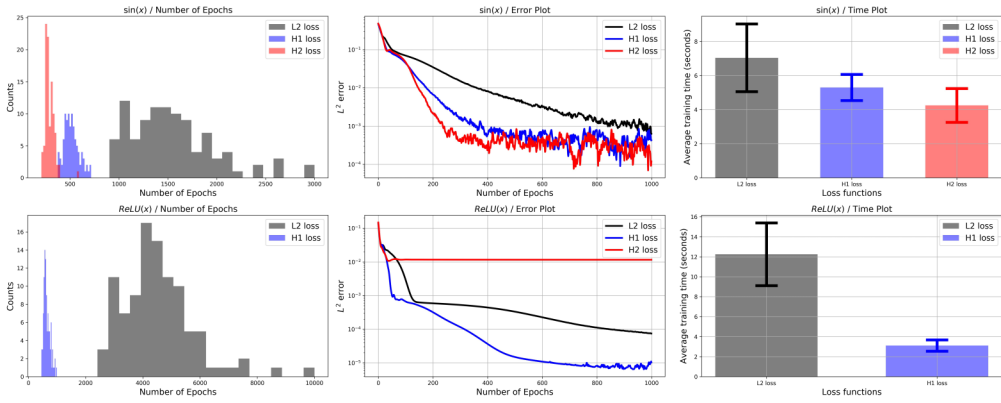 sin(x) / Number of Epochs
25
20
15
10
5
0
Counts
500
1000
1500
2000
2500
3000
Number of Epochs
L2 loss
H1 loss
H2 loss
sin(x) / Error Plot
10⁻¹
10⁻²
10⁻³
10⁻⁴
L² error
0
200
400
600
800
1000
Number of Epochs
L2 loss
H1 loss
H2 loss
sin(x) / Time Plot
8
6
4
2
0
Average training time (seconds)
L2 loss
H1 loss
H2 loss
Loss functions
L2 loss
H1 loss
H2 loss
ReLU(x) / Number of Epochs
16
14
12
10
8
6
4
2
0
Counts
0
2000
4000
6000
8000
10000
Number of Epochs
L2 loss
H1 loss
ReLU(x) / Error Plot
10⁻¹
10⁻²
10⁻³
10⁻⁴
10⁻⁵
L² error
0
200
400
600
800
1000
Number of Epochs
L2 loss
H1 loss
H2 loss
ReLU(x) / Time Plot
16
14
12
10
8
6
4
2
0
Average training time (seconds)
L2 loss
H1 loss
Loss functions
L2 loss
H1 loss